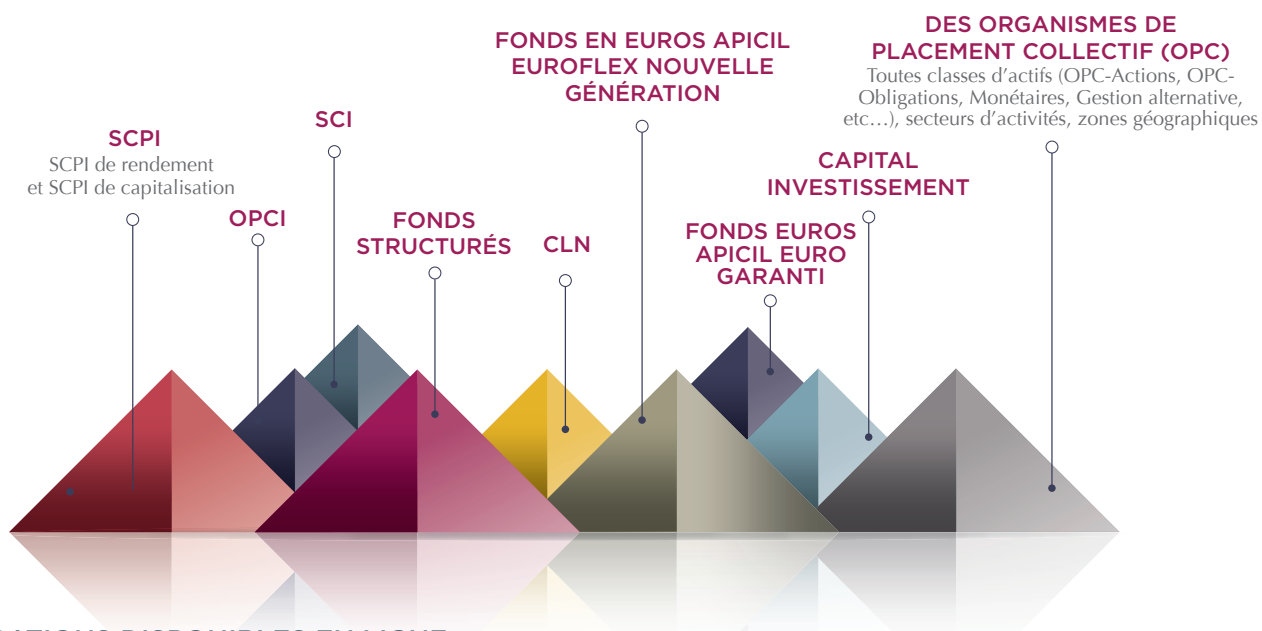 SCPI
SCPI de rendement
et SCPI de capitalisation
OPCI
SCI
FONDS
STRUCTURÉS
CLN
FONDS EN EUROS APICIL
EUROFLEX NOUVELLE
GÉNÉRATION
FONDS EUROS
APICIL EURO
GARANTI
CAPITAL
INVESTISSEMENT
DES ORGANISMES DE
PLACEMENT COLLECTIF (OPC)
Toutes classes d'actifs (OPC-Actions, OPC-
Obligations, Monétaires, Gestion alternative,
etc…), secteurs d'activités, zones géographiques